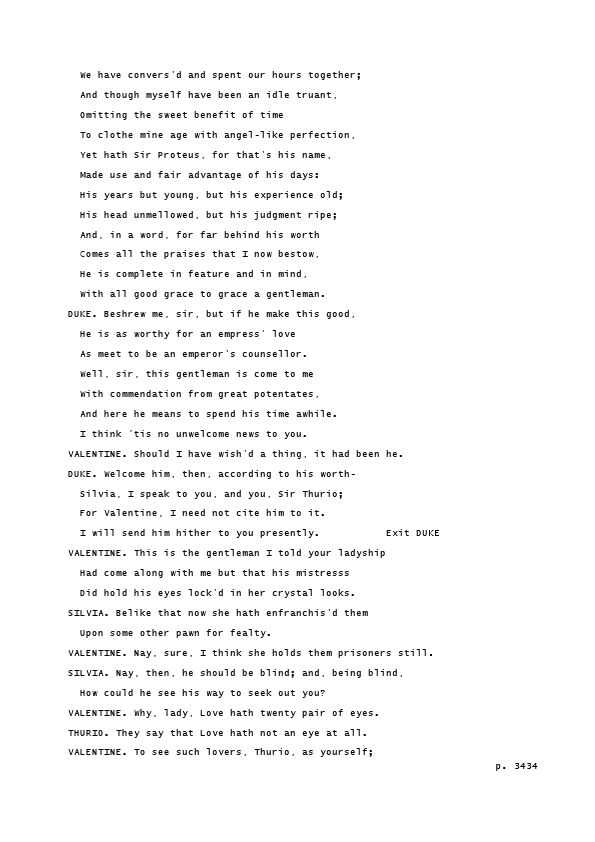 We have convers'd and spent our hours together;
And though myself have been an idle truant,
Omitting the sweet benefit of time
To clothe mine age with angel-like perfection,
Yet hath Sir Proteus, for that's his name,
Made use and fair advantage of his days:
His years but young, but his experience old;
His head unmellowed, but his judgment ripe;
And, in a word, for far behind his worth
Comes all the praises that I now bestow,
He is complete in feature and in mind,
With all good grace to grace a gentleman.
DUKE. Beshrew me, sir, but if he make this good,
He is as worthy for an empress' love
As meet to be an emperor's counsellor.
Well, sir, this gentleman is come to me
With commendation from great potentates,
And here he means to spend his time awhile.
I think 'tis no unwelcome news to you.
VALENTINE. Should I have wish'd a thing, it had been he.
DUKE. Welcome him, then, according to his worth-
Silvia, I speak to you, and you, Sir Thurio;
For Valentine, I need not cite him to it.
I will send him hither to you presently. Exit DUKE
VALENTINE. This is the gentleman I told your ladyship
Had come along with me but that his mistresss
Did hold his eyes lock'd in her crystal looks.
SILVIA. Belike that now she hath enfranchis'd them
Upon some other pawn for fealty.
VALENTINE. Nay, sure, I think she holds them prisoners still.
SILVIA. Nay, then, he should be blind; and, being blind,
How could he see his way to seek out you?
VALENTINE. Why, lady, Love hath twenty pair of eyes.
THURIO. They say that Love hath not an eye at all.
VALENTINE. To see such lovers, Thurio, as yourself;
p. 3434